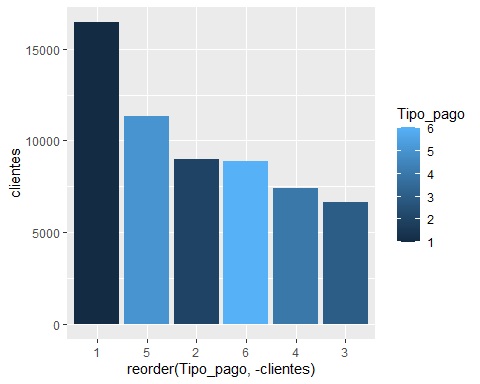 15000
10000
5000
0
clientes
1 5 2 6 4 3
reorder(Tipo_pago, -clientes)
Tipo_pago
6
5
4
3
2
1